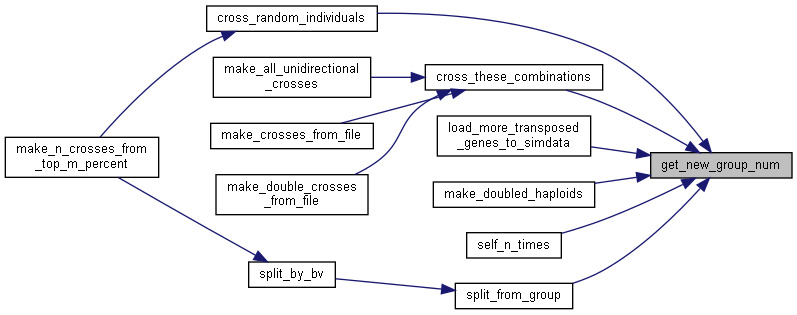 cross_random_individuals
make_all_unidirectional
_crosses
cross_these_combinations
make_crosses_from_file
load_more_transposed
_genes_to_simdata
make_n_crosses_from
_top_m_percent
get_new_group_num
make_double_crosses
_from_file
make_doubled_haploids
self_n_times
split_by_bv
split_from_group